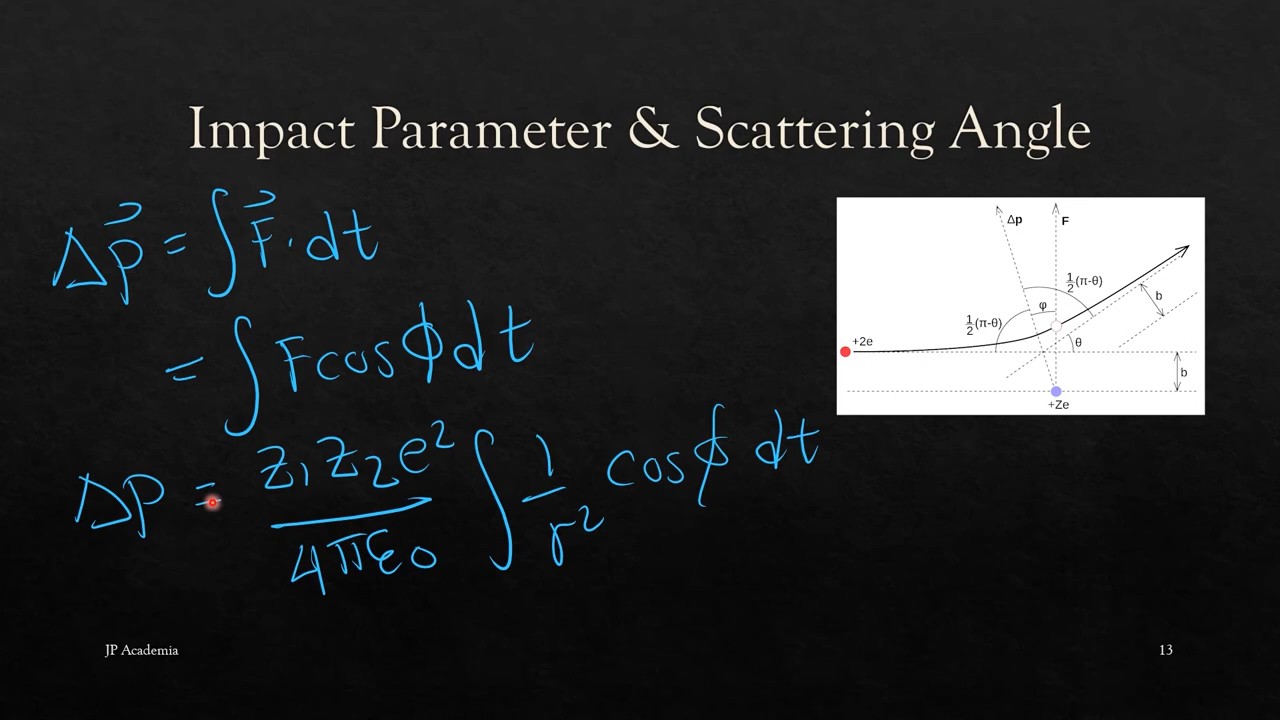 Impact Parameter & Scattering Angle
Δp⃗ = ∫ F⃗ · dt
= ∫ F cos ϕ dt
Δp = Z₁Z₂e² / 4πε₀ ∫ 1/r² cos ϕ dt
Δp F
½(π-θ)
φ
b
½(π-θ)
+2e
θ
b
+Ze
JP Academia
13